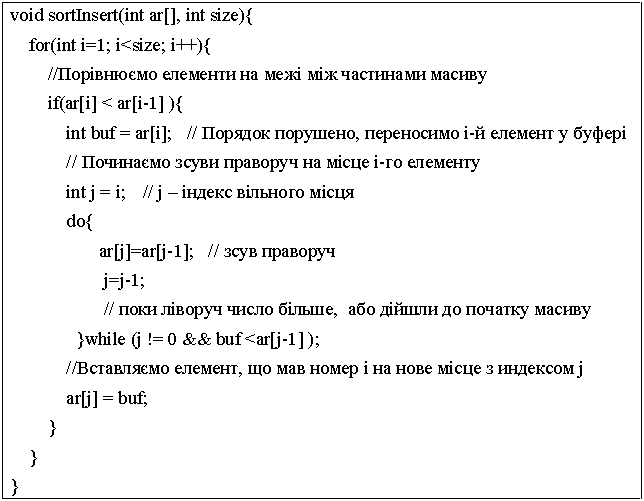 void sortInsert(int ar[], int size){
for(int i=1; i<size; i++){
//Порівнюємо елементи на межі між частинами масиву
if(ar[i] < ar[i-1] ){
int buf = ar[i]; // Порядок порушено, переносимо і-й елемент у буфері
// Починаємо зсуви праворуч на місце і-го елементу
int j = i; // j – індекс вільного місця
do{
ar[j]=ar[j-1]; // зсув праворуч
j=j-1;
// поки ліворуч число більше, або дійшли до початку масиву
}while (j != 0 && buf <ar[j-1] );
//Вставляємо елемент, що мав номер і на нове місце з индексом j
ar[j] = buf;
}
}
}